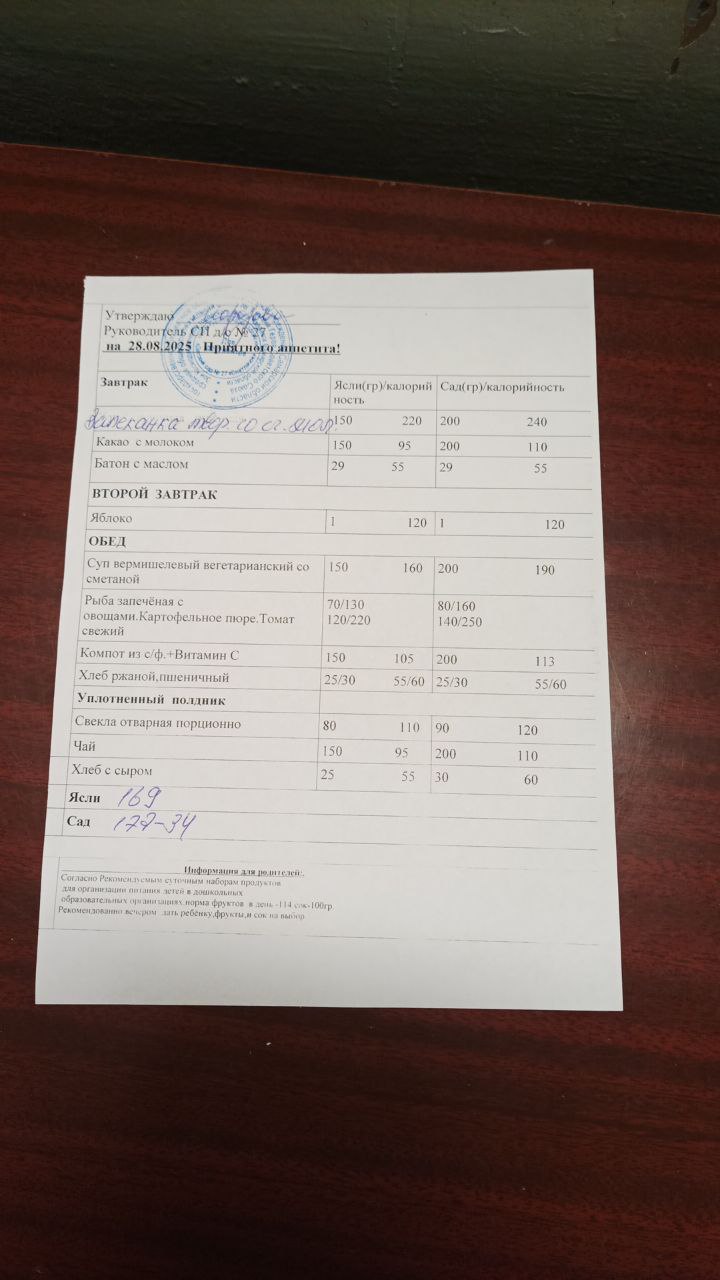 Утверждаю
Руководитель СП д/о № 27
на 28.08.2025 Приятного аппетита!
Завтрак Ясли(гр)/калорий Сад(гр)/калорийность
ность
Запеканка твор. со сг. мол. 150 220 200 240
Какао с молоком 150 95 200 110
Батон с маслом 29 55 29 55
ВТОРОЙ ЗАВТРАК
Яблоко 1 120 1 120
ОБЕД
Суп вермишелевый вегетарианский со 150 160 200 190
сметаной
Рыба запечёная с 70/130 80/160
овощами.Картофельное пюре.Томат 120/220 140/250
свежий
Компот из с/ф.+Витамин С 150 105 200 113
Хлеб ржаной,пшеничный 25/30 55/60 25/30 55/60
Уплотненный полдник
Свекла отварная порционно 80 110 90 120
Чай 150 95 200 110
Хлеб с сыром 25 55 30 60
Ясли 169
Сад 177-34
Информация для родителей:.
Согласно Рекомендуемым суточным наборам продуктов
для организации питания детей в дошкольных
образовательных организациях норма фруктов в день -114 сок-100гр.
Рекомендованно вечером дать ребёнку,фрукты,и сок на выбор